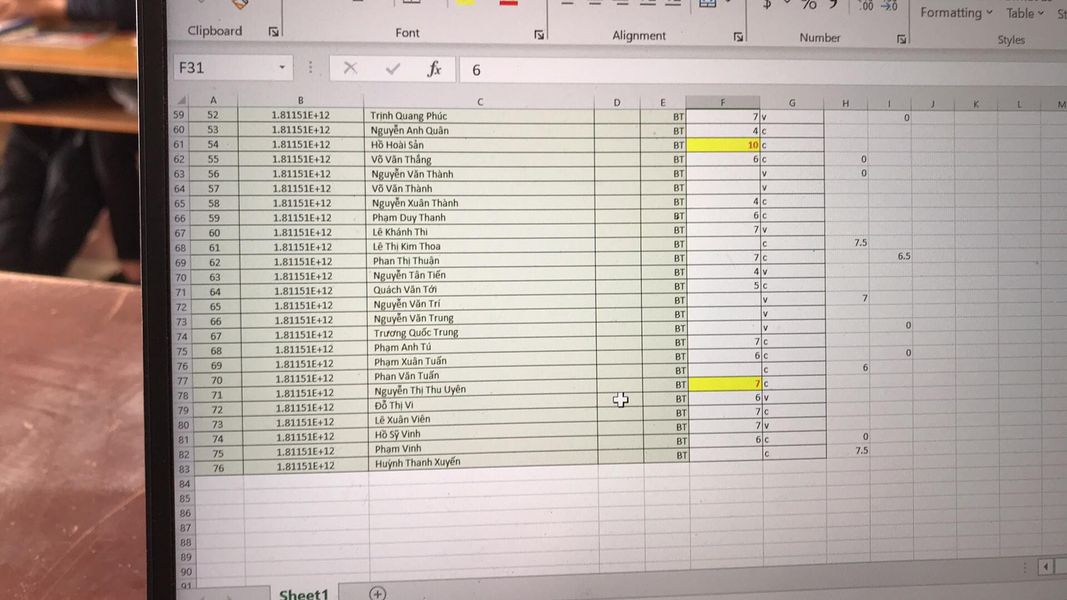 Clipboard Font Alignment Number Styles
% .00 .00 →,0 Formatting Table
F31 fx 6
A B C D E F G H I J K L M
59 52 1.81151E+12 Trịnh Quang Phúc BT 7 v 0
60 53 1.81151E+12 Nguyễn Anh Quân BT 4 c
61 54 1.81151E+12 Hồ Hoài Sản BT 10 c
62 55 1.81151E+12 Võ Văn Thắng BT 6 c 0
63 56 1.81151E+12 Nguyễn Văn Thành BT v 0
64 57 1.81151E+12 Võ Văn Thành BT v
65 58 1.81151E+12 Nguyễn Xuân Thành BT 4 c
66 59 1.81151E+12 Phạm Duy Thanh BT 6 c
67 60 1.81151E+12 Lê Khánh Thi BT 7 v
68 61 1.81151E+12 Lê Thị Kim Thoa BT c 7.5
69 62 1.81151E+12 Phan Thị Thuận BT 7 c 6.5
70 63 1.81151E+12 Nguyễn Tấn Tiến BT 4 v
71 64 1.81151E+12 Quách Văn Tới BT 5 c
72 65 1.81151E+12 Nguyễn Văn Trí BT v 7
73 66 1.81151E+12 Nguyễn Văn Trung BT v
74 67 1.81151E+12 Trương Quốc Trung BT v 0
75 68 1.81151E+12 Phạm Anh Tú BT 7 c
76 69 1.81151E+12 Phạm Xuân Tuấn BT 6 c 0
77 70 1.81151E+12 Phan Văn Tuấn BT c 6
78 71 1.81151E+12 Nguyễn Thị Thu Uyên BT 7 c
79 72 1.81151E+12 Đỗ Thị Vi BT 6 v
80 73 1.81151E+12 Lê Xuân Viên BT 7 c
81 74 1.81151E+12 Hồ Sỹ Vinh BT 7 v
82 75 1.81151E+12 Phạm Vinh BT 6 c 0
83 76 1.81151E+12 Huỳnh Thanh Xuyến BT c 7.5
84
85
86
87
88
89
90
91
Sheet1